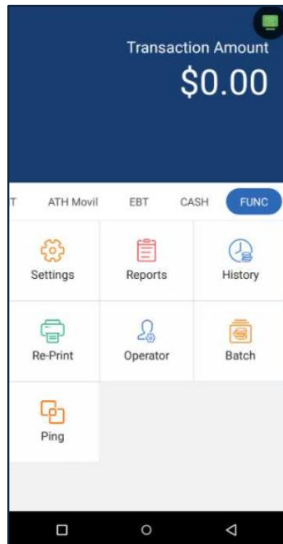 Transaction Amount
$0.00
T ATH Movil EBT CASH FUNC
Settings Reports History
Re-Print Operator Batch
Ping